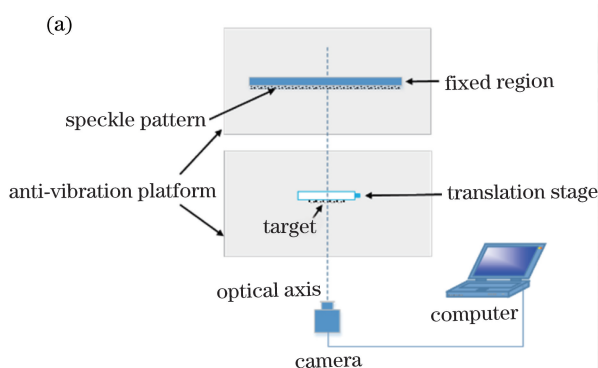 (a)
fixed region
speckle pattern
anti-vibration platform
translation stage
target
optical axis
computer
camera